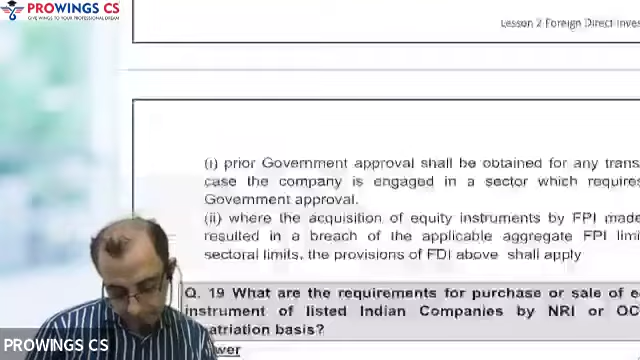 PROWINGS CS
GIVE WINGS TO YOUR PROFESSIONAL DREAM
Lesson 2 Foreign Direct Inves
(i) prior Government approval shall be obtained for any trans
case the company is engaged in a sector which requires
Government approval.
(ii) where the acquisition of equity instruments by FPI made
resulted in a breach of the applicable aggregate FPI limi
sectoral limits, the provisions of FDI above shall apply
Q. 19 What are the requirements for purchase or sale of e
instrument of listed Indian Companies by NRI or OC
atriation basis?
wer
PROWINGS CS